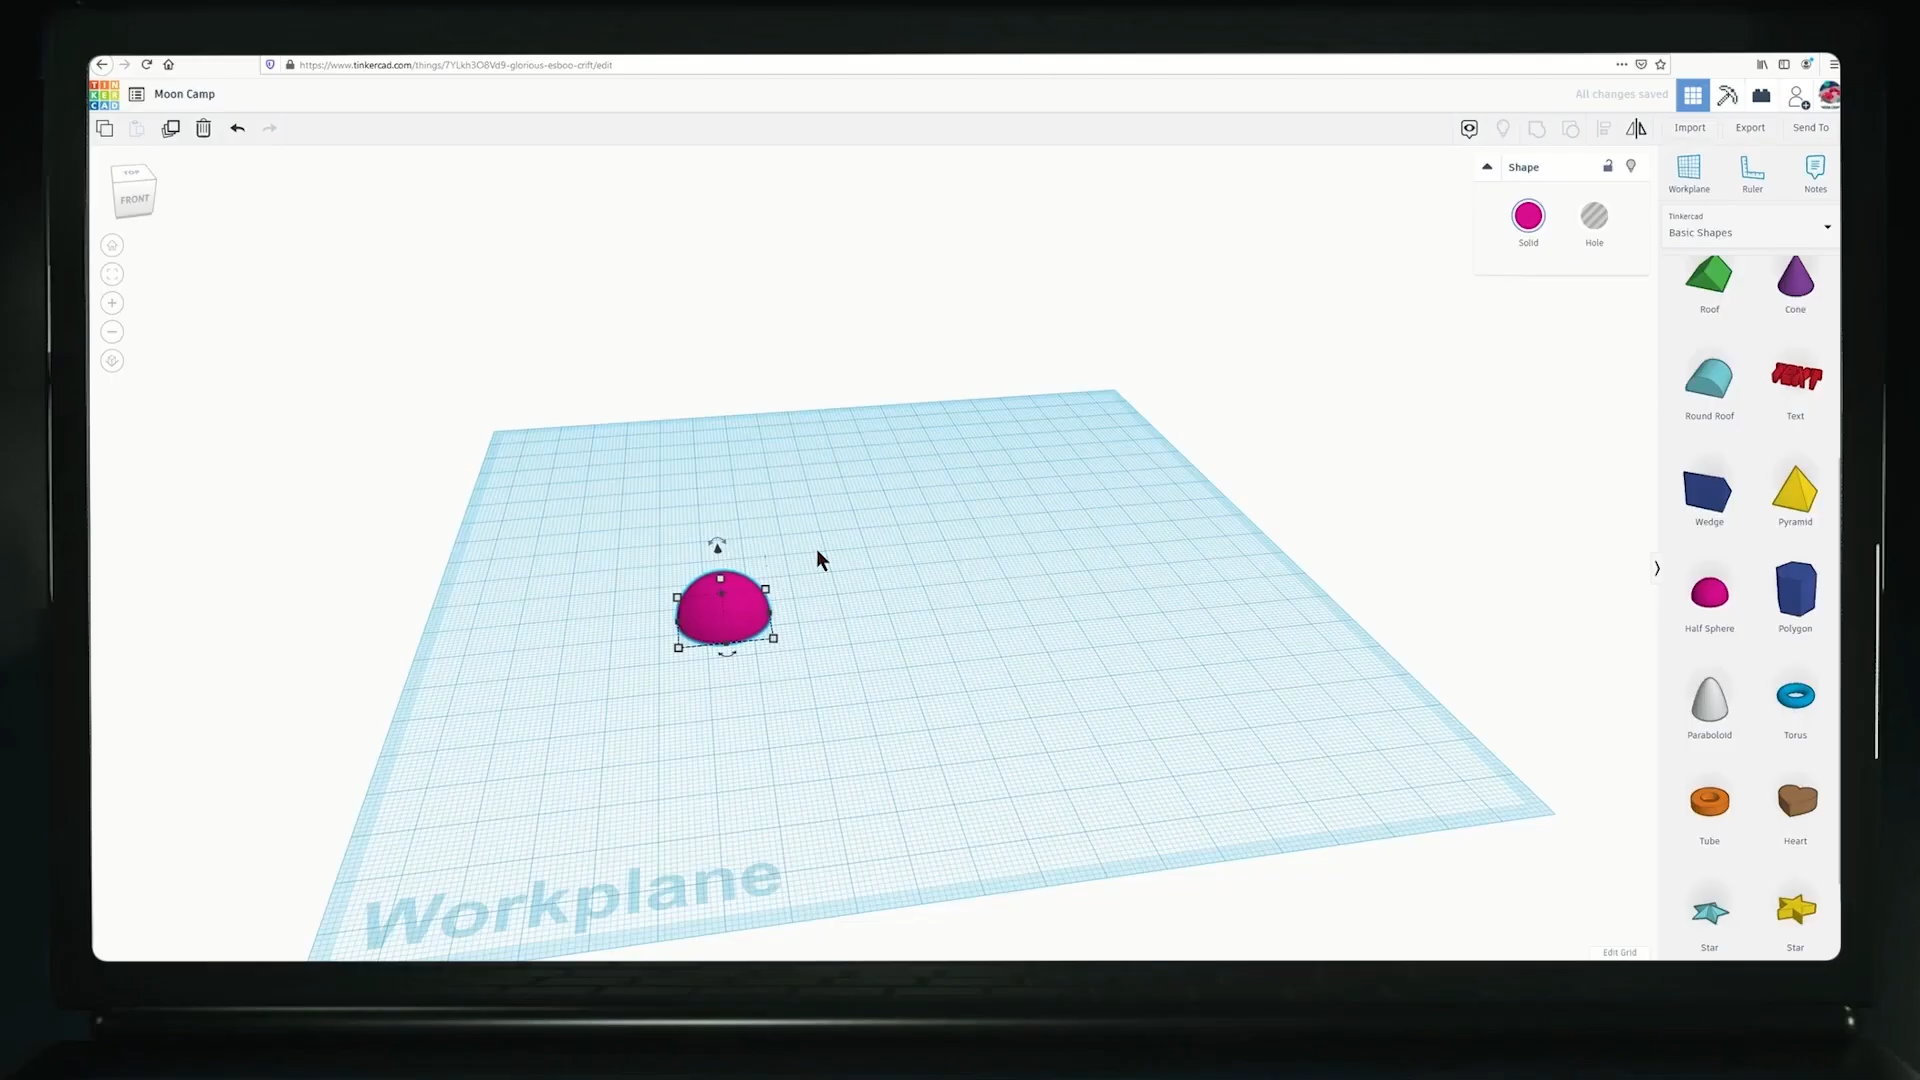 https://www.tinkercad.com/things/7YLkh3O8Vd9-glorious-esboo-crift/edit
TIN
KER
CAD
Moon Camp
All changes saved
Import
Export
Send To
TOP
FRONT
Shape
Solid
Hole
Workplane
Ruler
Notes
Tinkercad
Basic Shapes
Roof
Cone
Round Roof
TEXT
Text
Wedge
Pyramid
Half Sphere
Polygon
Paraboloid
Torus
Tube
Heart
Star
Star
Workplane
Edit Grid